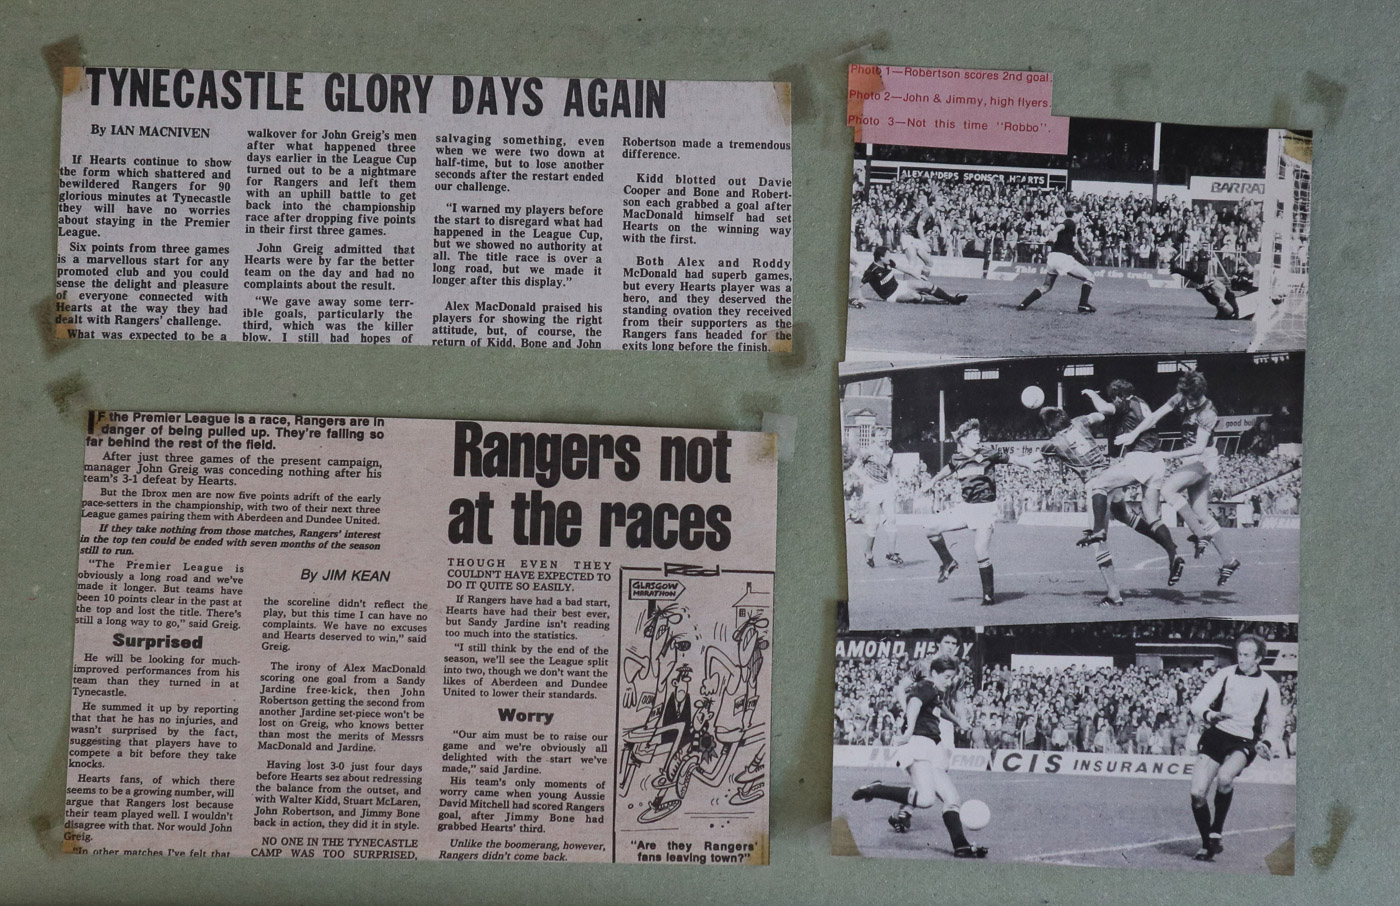 TYNECASTLE GLORY DAYS AGAIN
By IAN MACNIVEN
If Hearts continue to show
the form which shattered and
bewildered Rangers for 90
glorious minutes at Tynecastle
they will have no worries
about staying in the Premier
League.
Six points from three games
is a marvellous start for any
promoted club and you could
sense the delight and pleasure
of everyone connected with
Hearts at the way they had
dealt with Rangers' challenge.
What was expected to be a
walkover for John Greig's men
after what happened three
days earlier in the League Cup
turned out to be a nightmare
for Rangers and left them
with an uphill battle to get
back into the championship
race after dropping five points
in their first three games.
John Greig admitted that
Hearts were by far the better
team on the day and had no
complaints about the result.
"We gave away some terr-
ible goals, particularly the
third, which was the killer
blow. I still had hopes of
salvaging something, even
when we were two down at
half-time, but to lose another
seconds after the restart ended
our challenge.
"I warned my players before
the start to disregard what had
happened in the League Cup,
but we showed no authority at
all. The title race is over a
long road, but we made it
longer after this display."
Alex MacDonald praised his
players for showing the right
attitude, but, of course, the
return of Kidd, Bone and John
Robertson made a tremendous
difference.
Kidd blotted out Davie
Cooper and Bone and Robert-
son each grabbed a goal after
MacDonald himself had set
Hearts on the winning way
with the first.
Both Alex and Roddy
McDonald had superb games,
but every Hearts player was a
hero, and they deserved the
standing ovation they received
from their supporters as the
Rangers fans headed for the
exits long before the finish.
IF the Premier League is a race, Rangers are in
danger of being pulled up. They're falling so
far behind the rest of the field.
After just three games of the present campaign,
manager John Greig was conceding nothing after his
team's 3-1 defeat by Hearts.
But the Ibrox men are now five points adrift of the early
pace-setters in the championship, with two of their next three
League games pairing them with Aberdeen and Dundee United.
If they take nothing from those matches, Rangers' interest
in the top ten could be ended with seven months of the season
still to run.
"The Premier League is
obviously a long road and we've
made it longer. But teams have
been 10 points clear in the past at
the top and lost the title. There's
still a long way to go," said Greig.
Surprised
He will be looking for much-
improved performances from his
team than they turned in at
Tynecastle.
He summed it up by reporting
that that he has no injuries, and
wasn't surprised by the fact,
suggesting that players have to
compete a bit before they take
knocks.
Hearts fans, of which there
seems to be a growing number, will
argue that Rangers lost because
their team played well. I wouldn't
disagree with that. Nor would John
Greig.
"In other matches I've felt that
By JIM KEAN
the scoreline didn't reflect the
play, but this time I can have no
complaints. We have no excuses
and Hearts deserved to win," said
Greig.
The irony of Alex MacDonald
scoring one goal from a Sandy
Jardine free-kick, then John
Robertson getting the second from
another Jardine set-piece won't be
lost on Greig, who knows better
than most the merits of Messrs
MacDonald and Jardine.
Having lost 3-0 just four days
before Hearts sez about redressing
the balance from the outset, and
with Walter Kidd, Stuart McLaren,
John Robertson, and Jimmy Bone
back in action, they did it in style.
NO ONE IN THE TYNECASTLE
CAMP WAS TOO SURPRISED,
Rangers not
at the races
THOUGH EVEN THEY
COULDN'T HAVE EXPECTED TO
DO IT QUITE SO EASILY.
If Rangers have had a bad start,
Hearts have had their best ever,
but Sandy Jardine isn't reading
too much into the statistics.
"I still think by the end of the
season, we'll see the League split
into two, though we don't want the
likes of Aberdeen and Dundee
United to lower their standards.
Worry
"Our aim must be to raise our
game and we're obviously all
delighted with the start we've
made," said Jardine.
His team's only moments of
worry came when young Aussie
David Mitchell had scored Rangers
goal, after Jimmy Bone had
grabbed Hearts' third.
Unlike the boomerang, however,
Rangers didn't come back.
Rod
GLASGOW
MARATHON
"Are they Rangers'
fans leaving town?"
Photo 1—Robertson scores 2nd goal.
Photo 2—John & Jimmy, high flyers.
Photo 3—Not this time "Robbo".
ALEXANDERS SPONSOR HEARTS
BARRAT
This is of the train
News - the
good bu
AMOND HE
CIS INSURANCE